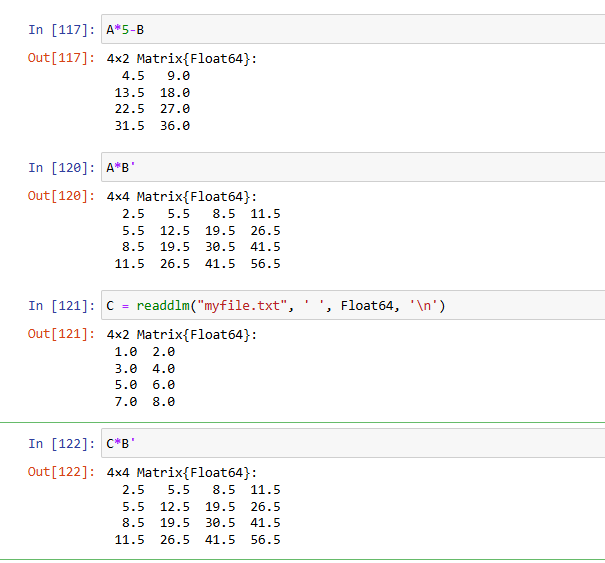 In [117]: A*5-B
Out[117]: 4×2 Matrix{Float64}:
4.5 9.0
13.5 18.0
22.5 27.0
31.5 36.0
In [120]: A*B'
Out[120]: 4×4 Matrix{Float64}:
2.5 5.5 8.5 11.5
5.5 12.5 19.5 26.5
8.5 19.5 30.5 41.5
11.5 26.5 41.5 56.5
In [121]: C = readdlm("myfile.txt", ' ', Float64, '\n')
Out[121]: 4×2 Matrix{Float64}:
1.0 2.0
3.0 4.0
5.0 6.0
7.0 8.0
In [122]: C*B'
Out[122]: 4×4 Matrix{Float64}:
2.5 5.5 8.5 11.5
5.5 12.5 19.5 26.5
8.5 19.5 30.5 41.5
11.5 26.5 41.5 56.5